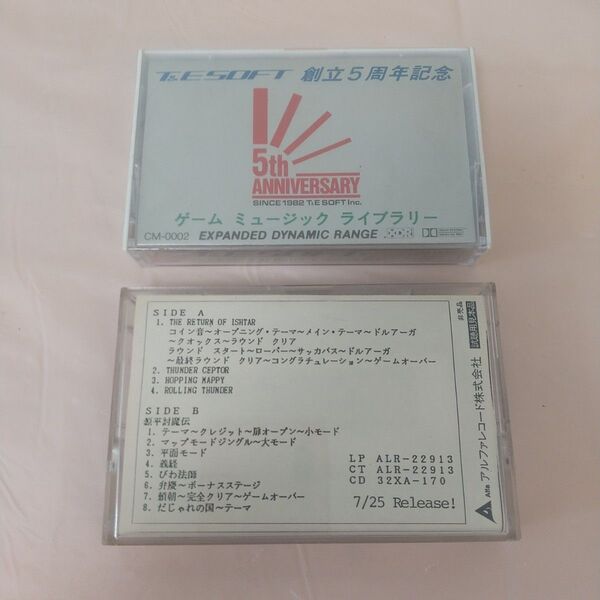 T&E SOFT 創立5周年記念
5th
ANNIVERSARY
SINCE 1982 T&E SOFT Inc.
ゲーム ミュージック ライブラリー
CM-0002 EXPANDED DYNAMIC RANGE XDR
SIDE A
1. THE RETURN OF ISHTAR
コイン音~オープニング・テーマ~メイン・テーマ~ドルアーガ
~クオックス~ラウンド クリア
ラウンド スタート~ローパー~サッカバス~ドルアーガ
~最終ラウンド クリア~コングラチュレーション~ゲームオーバー
2. THUNDER CEPTOR
3. HOPPING MAPPY
4. ROLLING THUNDER
SIDE B
源平討魔伝
1. テーマ~クレジット~扉オープン~小モード
2. マップモードジングル~大モード
3. 平面モード
4. 義経
5. びわ法師
6. 弁慶~ボーナスステージ
7. 頼朝~完全クリア~ゲームオーバー
8. だじゃれの国~テーマ
LP ALR-22913
CT ALR-22913
CD 32XA-170
7/25 Release!
非売品
試聴用見本品
Alfa アルファレコード株式会社